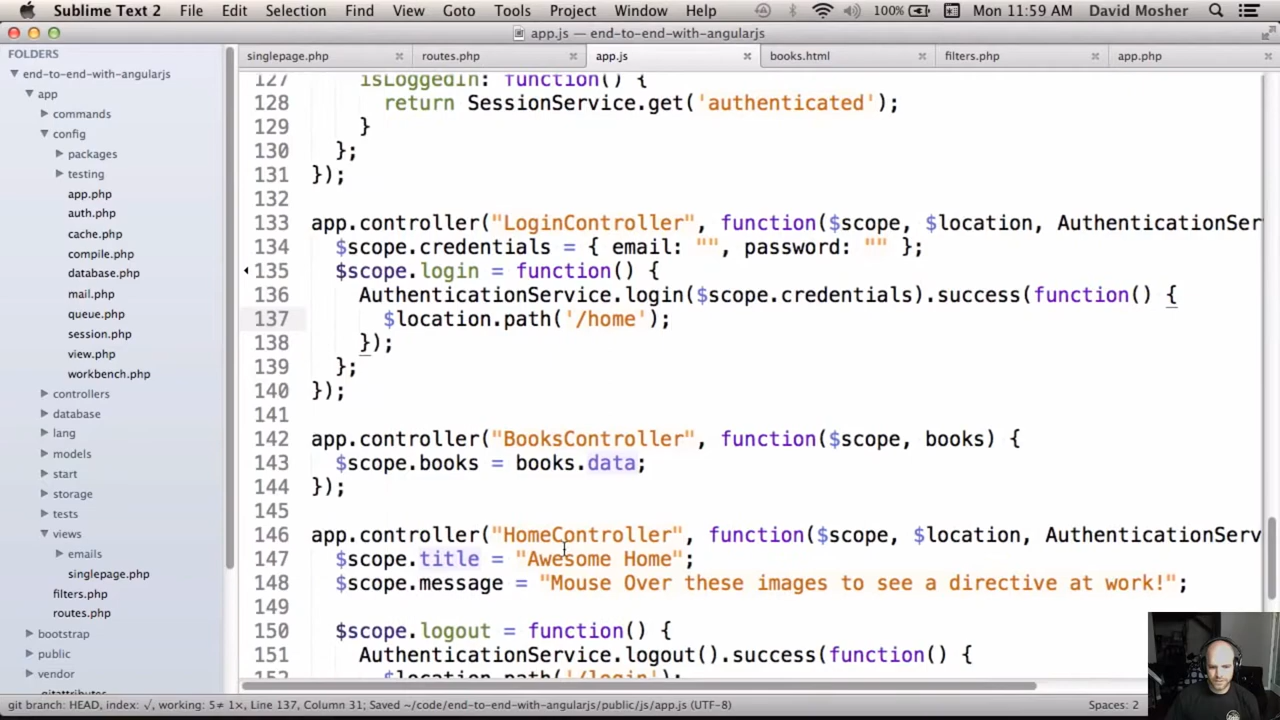 Sublime Text 2 File Edit Selection Find View Goto Tools Project Window Help 100% Mon 11:59 AM David Mosher
app.js — end-to-end-with-angularjs
FOLDERS
end-to-end-with-angularjs
app
commands
config
packages
testing
app.php
auth.php
cache.php
compile.php
database.php
mail.php
queue.php
session.php
view.php
workbench.php
controllers
database
lang
models
start
storage
tests
views
emails
singlepage.php
filters.php
routes.php
bootstrap
public
vendor
.gitattributes
singlepage.php routes.php app.js books.html filters.php app.php
127 isLoggedIn: function() {
128 return SessionService.get('authenticated');
129 }
130 };
131 });
132
133 app.controller("LoginController", function($scope, $location, AuthenticationSer
134 $scope.credentials = { email: "", password: "" };
135 $scope.login = function() {
136 AuthenticationService.login($scope.credentials).success(function() {
137 $location.path('/home');
138 });
139 };
140 });
141
142 app.controller("BooksController", function($scope, books) {
143 $scope.books = books.data;
144 });
145
146 app.controller("HomeController", function($scope, $location, AuthenticationServ
147 $scope.title = "Awesome Home";
148 $scope.message = "Mouse Over these images to see a directive at work!";
149
150 $scope.logout = function() {
151 AuthenticationService.logout().success(function() {
152 $location.path('/login');
git branch: HEAD, index: √, working: 5≠ 1×, Line 137, Column 31; Saved ~/code/end-to-end-with-angularjs/public/js/app.js (UTF-8) Spaces: 2